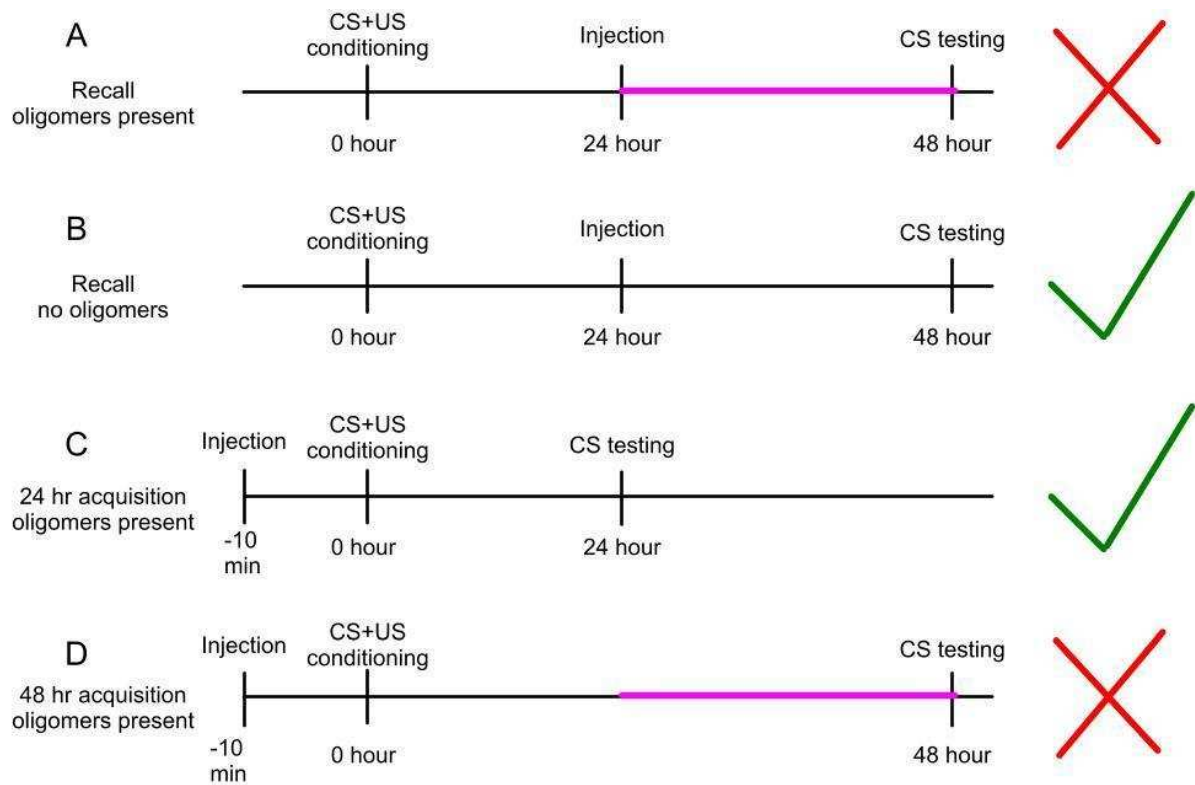 A
Recall
oligomers present
CS+US
conditioning
Injection
CS testing
0 hour
24 hour
48 hour
B
Recall
no oligomers
CS+US
conditioning
Injection
CS testing
0 hour
24 hour
48 hour
C
24 hr acquisition
oligomers present
Injection
CS+US
conditioning
CS testing
-10
min
0 hour
24 hour
D
48 hr acquisition
oligomers present
Injection
CS+US
conditioning
CS testing
-10
min
0 hour
48 hour